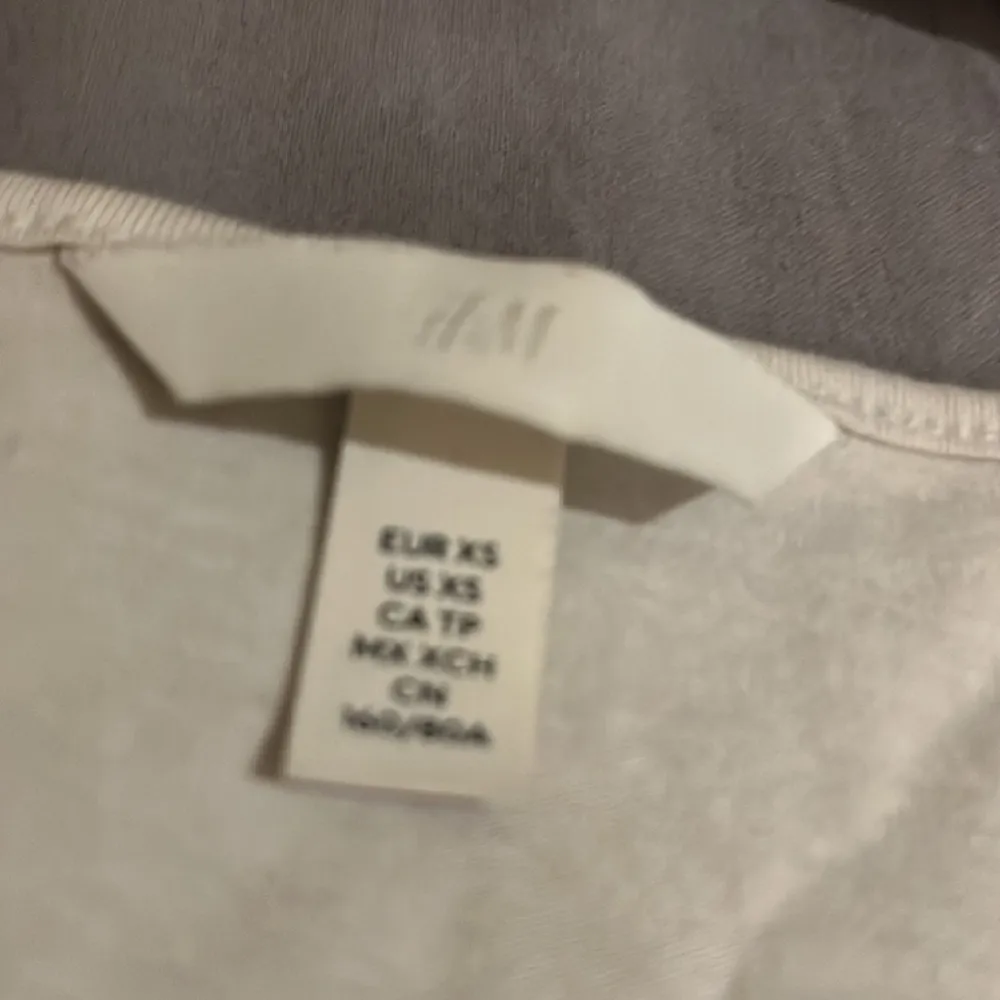 H&M
EUR XS
US XS
CA TP
MX XCH
CN
160/80A